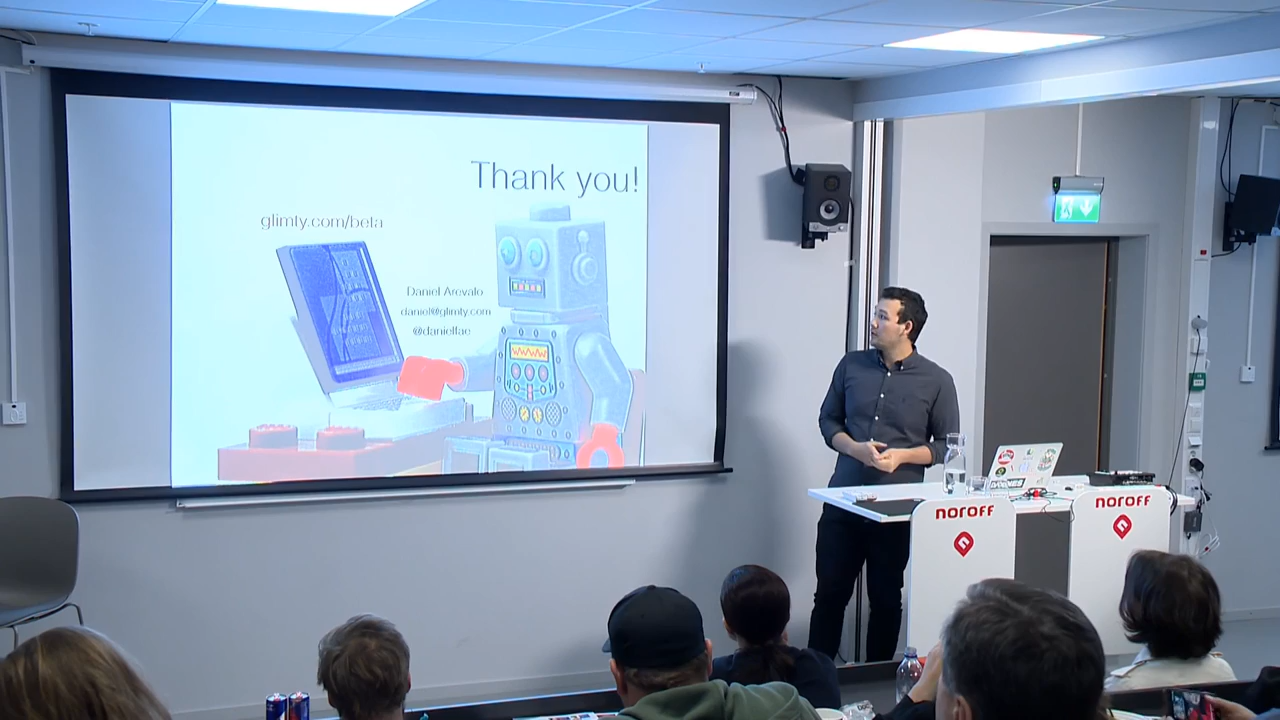 Thank you!
glimty.com/beta
Daniel Arevalo
daniel@glimty.com
@danielfae
noroff
noroff